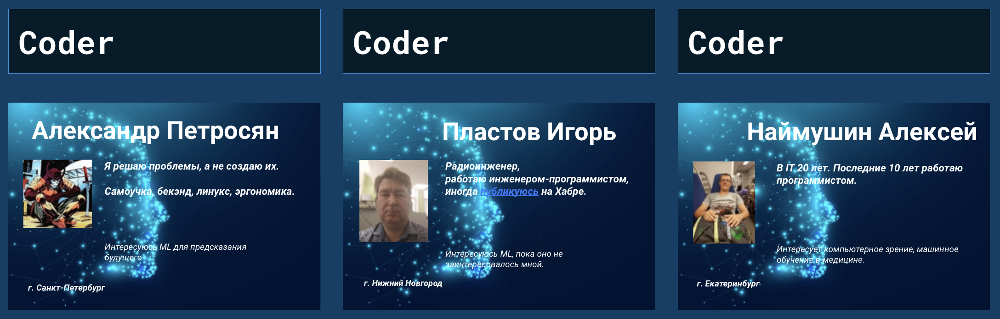 Coder
Coder
Coder
Александр Петросян
Я решаю проблемы, а не создаю их.
Самоучка, бекэнд, линукс, эргономика.
Интересуюсь ML для предсказания
будущего
г. Санкт-Петербург
Пластов Игорь
Радиоинженер,
работаю инженером-программистом,
иногда публикуюсь на Хабре.
Интересуюсь ML, пока оно не
заинтересовалось мной.
г. Нижний Новгород
Наймушин Алексей
В IT 20 лет. Последние 10 лет работаю
программистом.
Интересует компьютерное зрение, машинное
обучение в медицине.
г. Екатеринбург